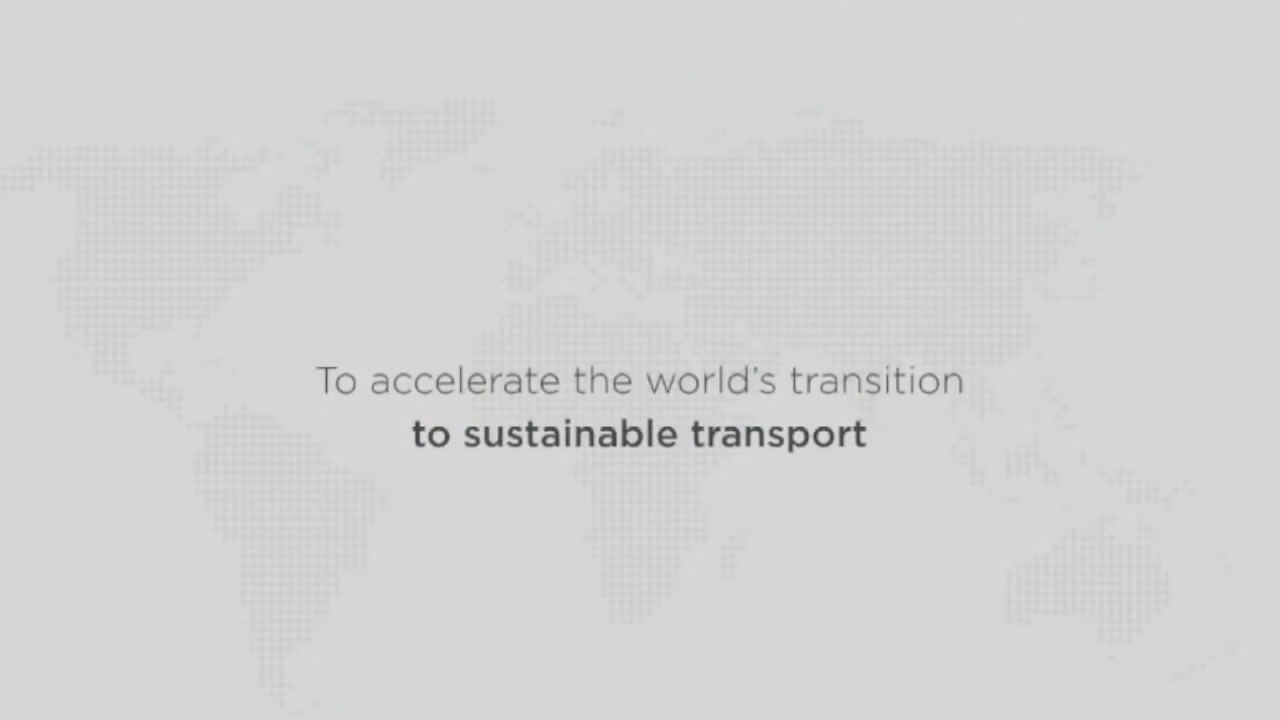 To accelerate the world's transition
to sustainable transport